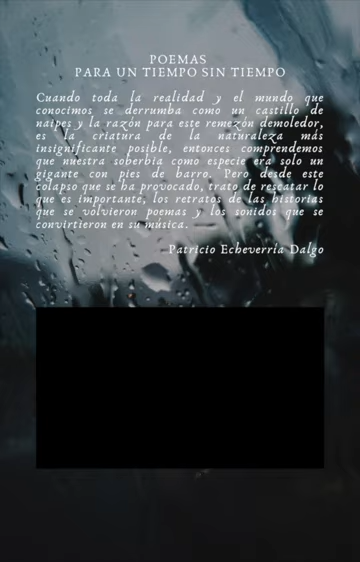 POEMAS
PARA UN TIEMPO SIN TIEMPO
Cuando toda la realidad y el mundo que
conocimos se derrumba como un castillo de
naipes y la razón para este remezón demoledor,
es la criatura de la naturaleza más
insignificante posible, entonces comprendemos
que nuestra soberbia como especie era solo un
gigante con pies de barro. Pero desde este
colapso que se ha provocado, trato de rescatar lo
que es importante, los retratos de las historias
que se volvieron poemas y los sonidos que se
convirtieron en su música.
Patricio Echeverría Dalgo